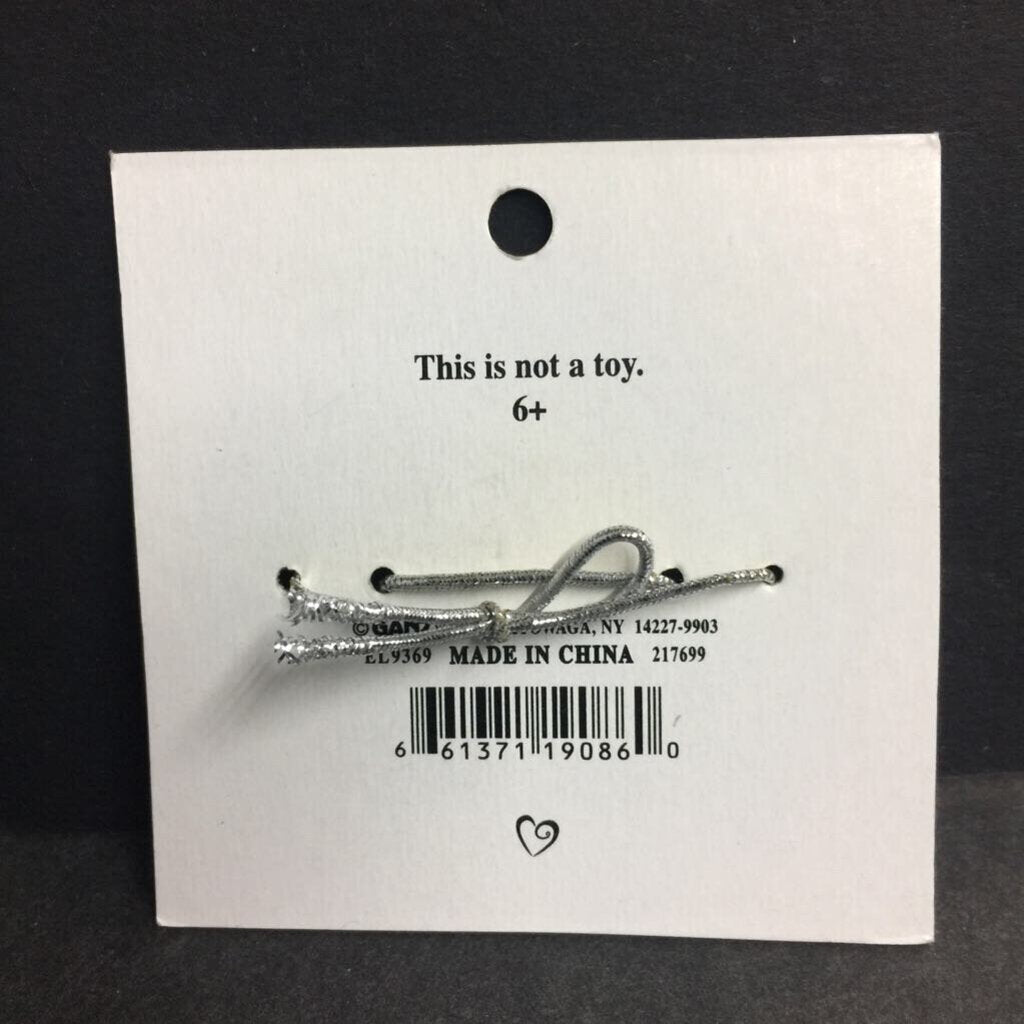 This is not a toy.
6+
© GANZ NY 14227-9903
EL9369 MADE IN CHINA 217699
6 61371 19086 0